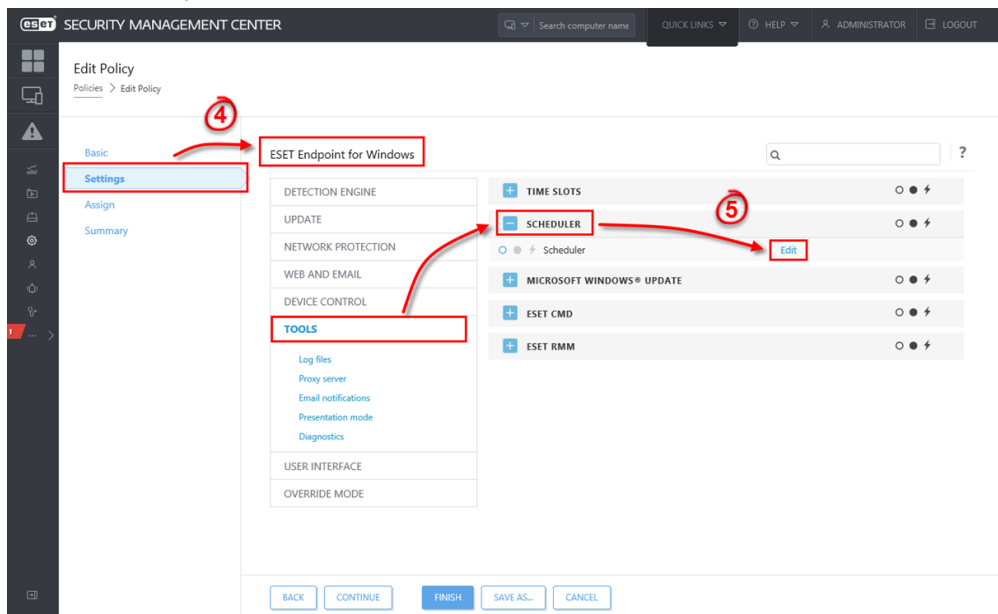 eset SECURITY MANAGEMENT CENTER
Search computer name
QUICK LINKS
HELP
ADMINISTRATOR
LOGOUT
Edit Policy
Policies > Edit Policy
4
Basic
Settings
Assign
Summary
ESET Endpoint for Windows
?
DETECTION ENGINE
UPDATE
NETWORK PROTECTION
WEB AND EMAIL
DEVICE CONTROL
TOOLS
Log files
Proxy server
Email notifications
Presentation mode
Diagnostics
USER INTERFACE
OVERRIDE MODE
TIME SLOTS
5
SCHEDULER
Scheduler
Edit
MICROSOFT WINDOWS® UPDATE
ESET CMD
ESET RMM
1
...
BACK
CONTINUE
FINISH
SAVE AS...
CANCEL